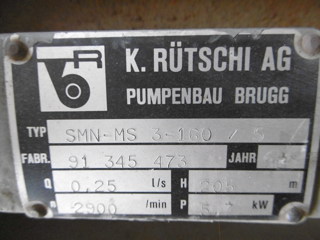 K. RÜTSCHI AG
PUMPENBAU BRUGG
TYP SMN-MS 3-160 /
FABR. 91 345 473 JAHR
Q 0,25 l/s H m
n 2900 /min P kW